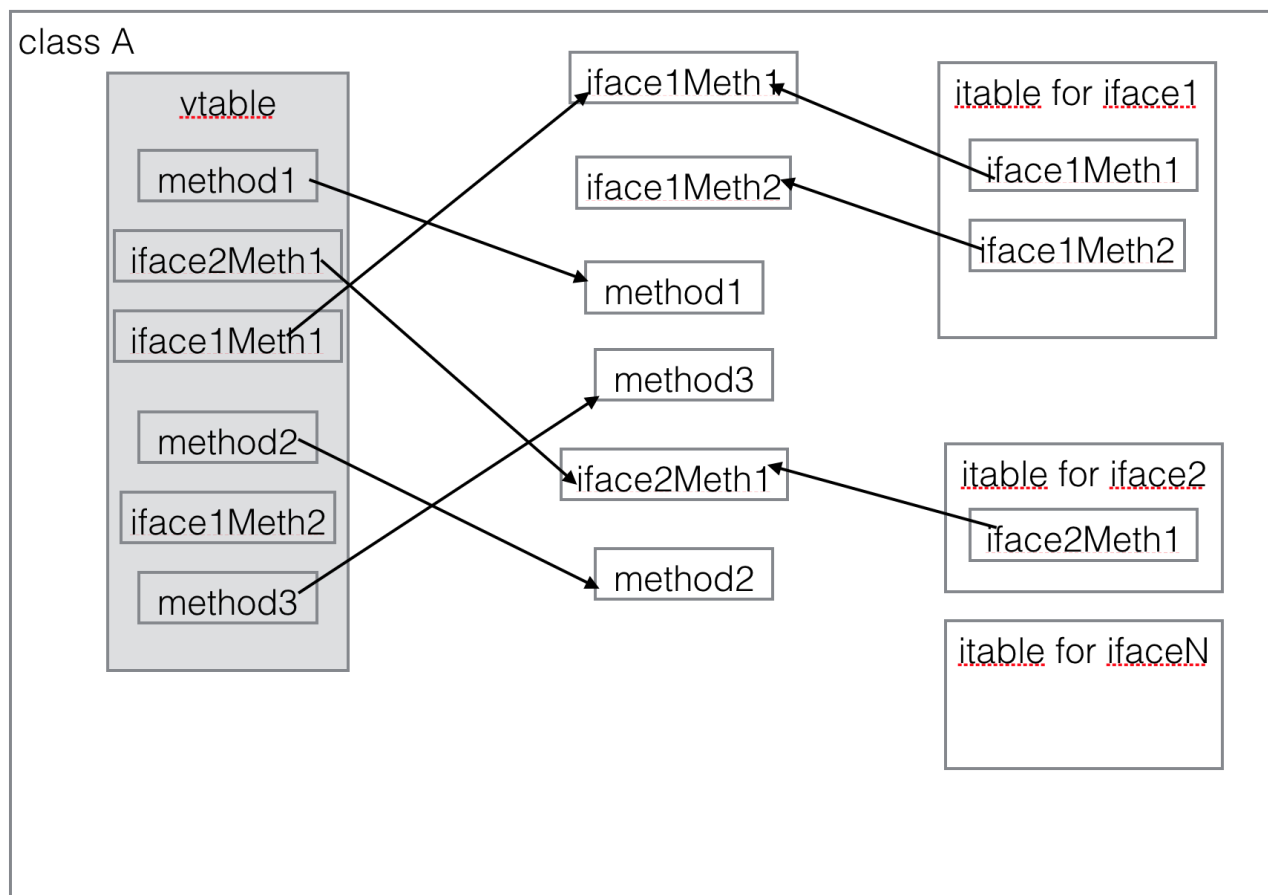 class A
vtable
method1
iface2Meth1
iface1Meth1
method2
iface1Meth2
method3
iface1Meth1
iface1Meth2
method1
method3
iface2Meth1
method2
itable for iface1
iface1Meth1
iface1Meth2
itable for iface2
iface2Meth1
itable for ifaceN